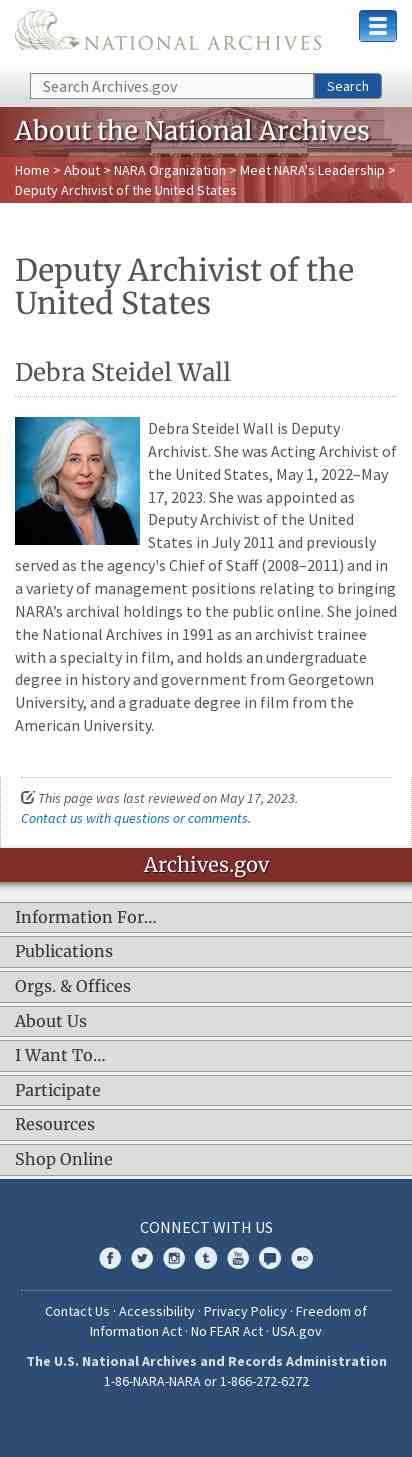 NATIONAL ARCHIVES
Search Archives.gov
Search
About the National Archives
Home > About > NARA Organization > Meet NARA's Leadership >
Deputy Archivist of the United States
Deputy Archivist of the
United States
Debra Steidel Wall
Debra Steidel Wall is Deputy
Archivist. She was Acting Archivist of
the United States, May 1, 2022–May
17, 2023. She was appointed as
Deputy Archivist of the United
States in July 2011 and previously
served as the agency's Chief of Staff (2008–2011) and in
a variety of management positions relating to bringing
NARA’s archival holdings to the public online. She joined
the National Archives in 1991 as an archivist trainee
with a specialty in film, and holds an undergraduate
degree in history and government from Georgetown
University, and a graduate degree in film from the
American University.
This page was last reviewed on May 17, 2023.
Contact us with questions or comments.
Archives.gov
Information For…
Publications
Orgs. & Offices
About Us
I Want To…
Participate
Resources
Shop Online
CONNECT WITH US
Contact Us · Accessibility · Privacy Policy · Freedom of
Information Act · No FEAR Act · USA.gov
The U.S. National Archives and Records Administration
1-86-NARA-NARA or 1-866-272-6272